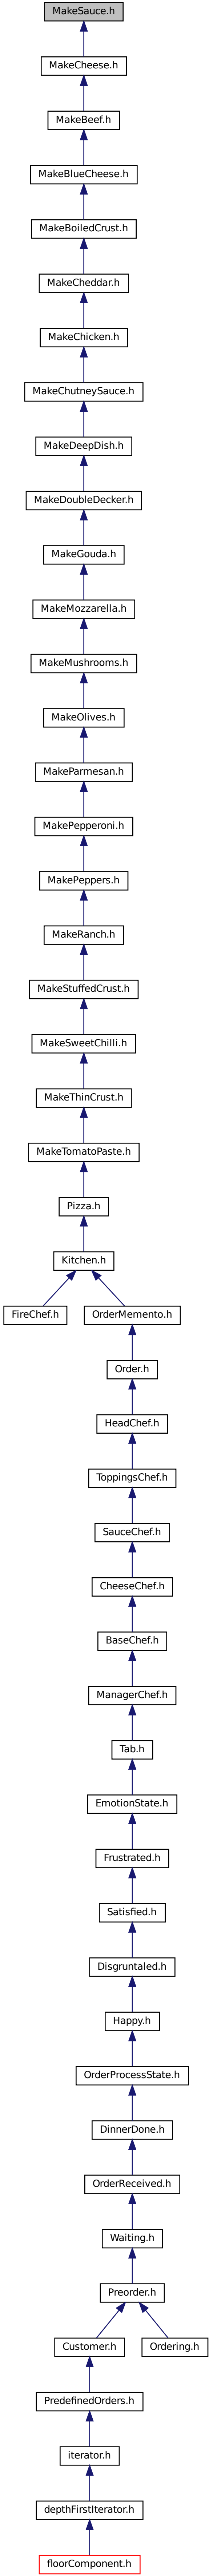 MakeSauce.h
MakeCheese.h
MakeBeef.h
MakeBlueCheese.h
MakeBoiledCrust.h
MakeCheddar.h
MakeChicken.h
MakeChutneySauce.h
MakeDeepDish.h
MakeDoubleDecker.h
MakeGouda.h
MakeMozzarella.h
MakeMushrooms.h
MakeOlives.h
MakeParmesan.h
MakePepperoni.h
MakePeppers.h
MakeRanch.h
MakeStuffedCrust.h
MakeSweetChilli.h
MakeThinCrust.h
MakeTomatoPaste.h
Pizza.h
Kitchen.h
FireChef.h
OrderMemento.h
Order.h
HeadChef.h
ToppingsChef.h
SauceChef.h
CheeseChef.h
BaseChef.h
ManagerChef.h
Tab.h
EmotionState.h
Frustrated.h
Satisfied.h
Disgruntaled.h
Happy.h
OrderProcessState.h
DinnerDone.h
OrderReceived.h
Waiting.h
Preorder.h
Customer.h
Ordering.h
PredefinedOrders.h
iterator.h
depthFirstIterator.h
floorComponent.h